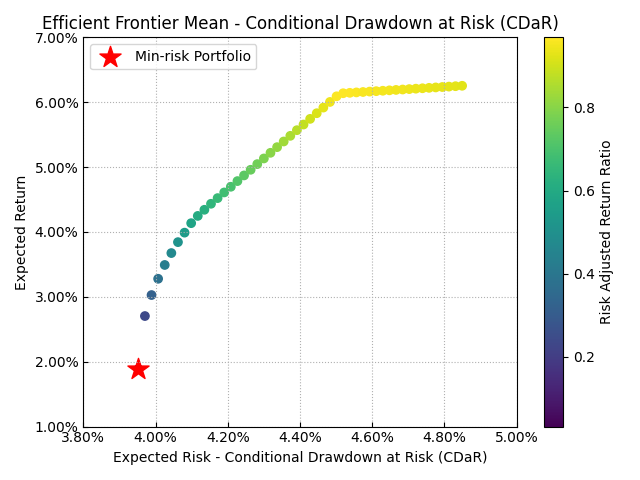 Efficient Frontier Mean - Conditional Drawdown at Risk (CDaR)
Min-risk Portfolio
Expected Return
7.00%
6.00%
5.00%
4.00%
3.00%
2.00%
1.00%
3.80% 4.00% 4.20% 4.40% 4.60% 4.80% 5.00%
Expected Risk - Conditional Drawdown at Risk (CDaR)
0.8
0.6
0.4
0.2
Risk Adjusted Return Ratio